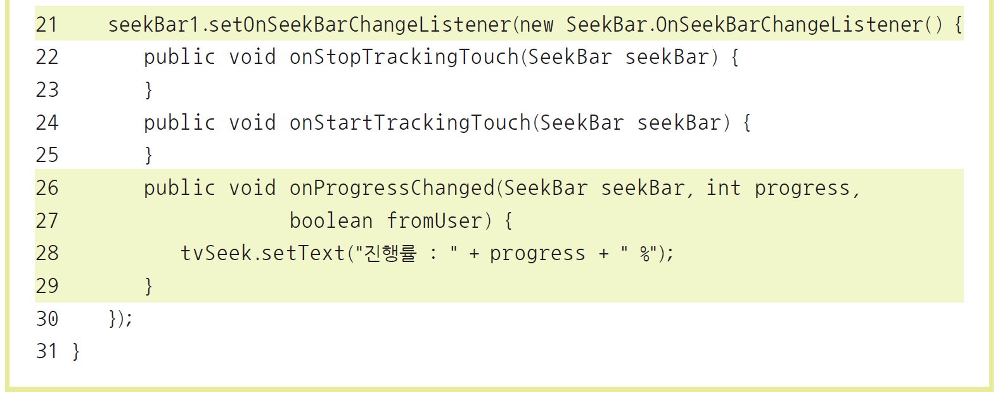 21    seekBar1.setOnSeekBarChangeListener(new SeekBar.OnSeekBarChangeListener() {
22       public void onStopTrackingTouch(SeekBar seekBar) {
23       }
24       public void onStartTrackingTouch(SeekBar seekBar) {
25       }
26       public void onProgressChanged(SeekBar seekBar, int progress,
27                   boolean fromUser) {
28          tvSeek.setText("진행률 : " + progress + " %");
29       }
30    });
31 }